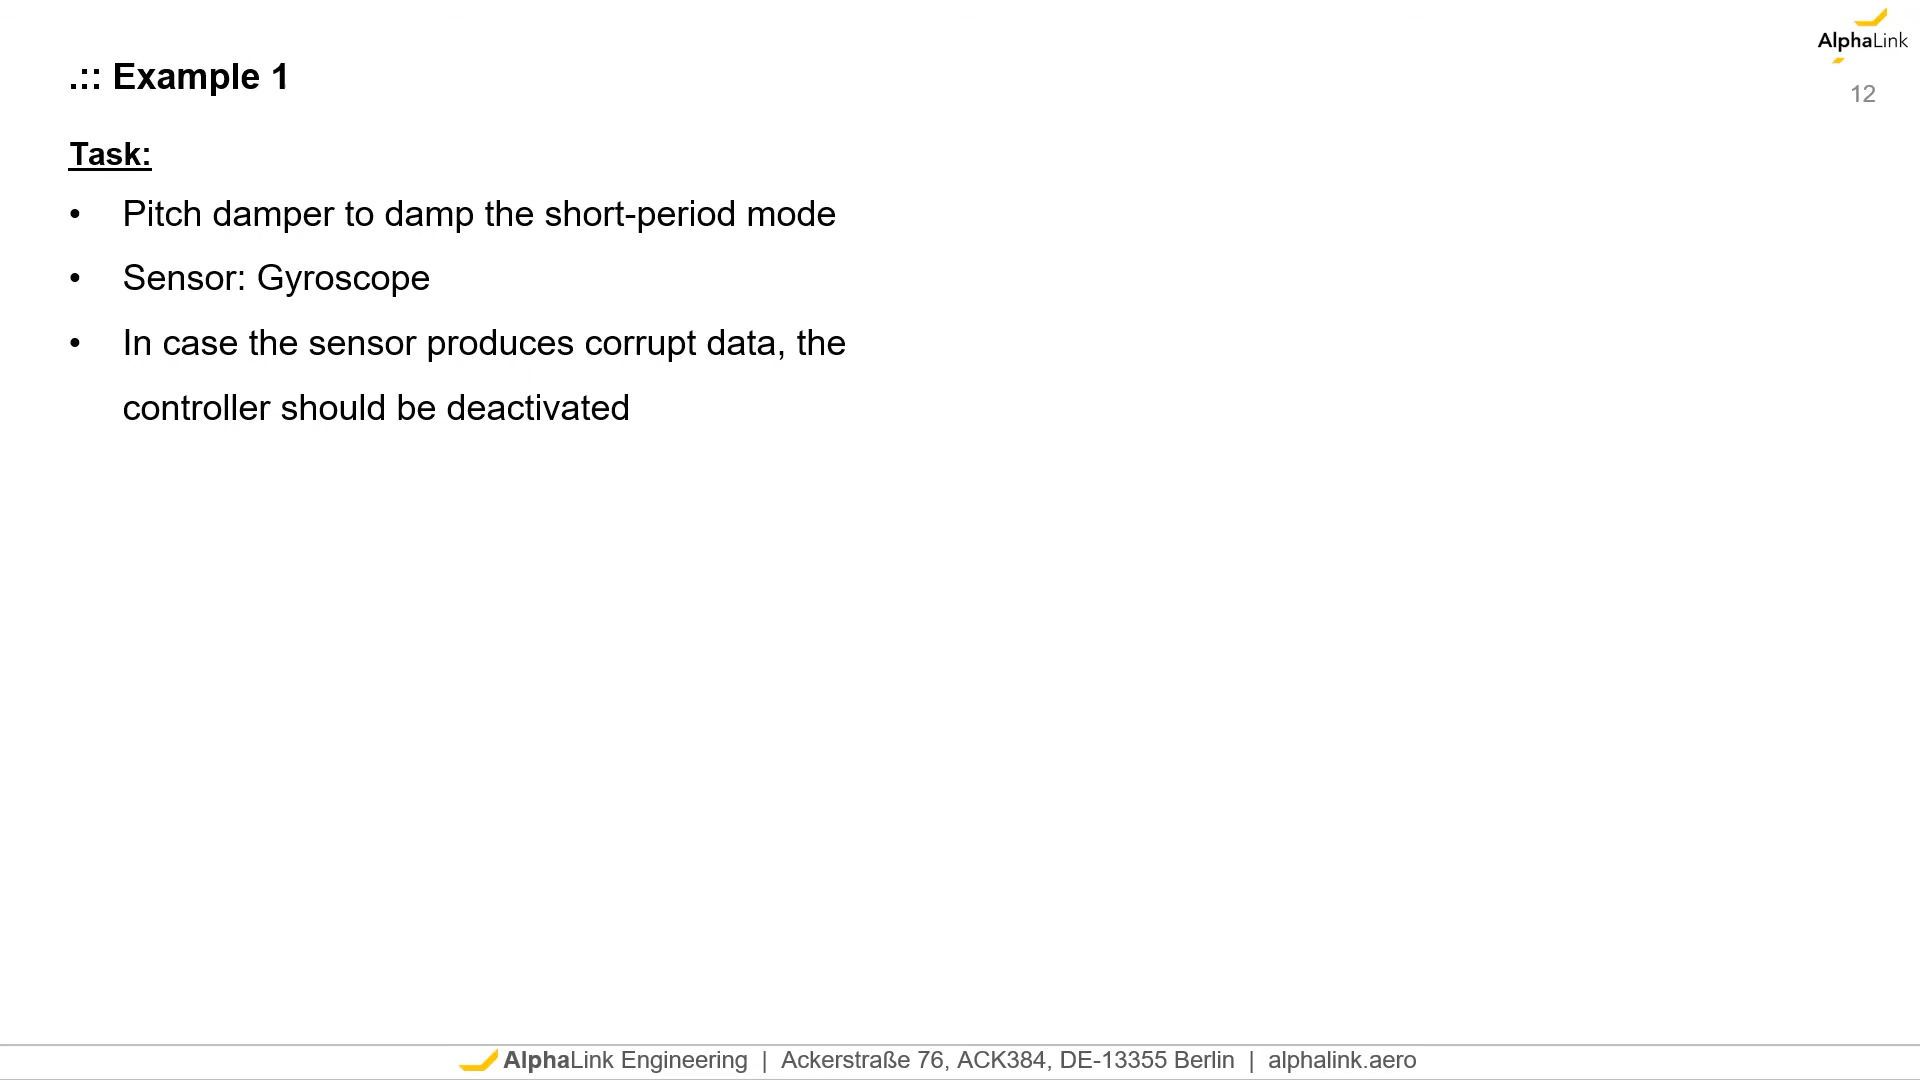 AlphaLink
.:: Example 1
12
Task:
• Pitch damper to damp the short-period mode
• Sensor: Gyroscope
• In case the sensor produces corrupt data, the
controller should be deactivated
AlphaLink Engineering | Ackerstraße 76, ACK384, DE-13355 Berlin | alphalink.aero